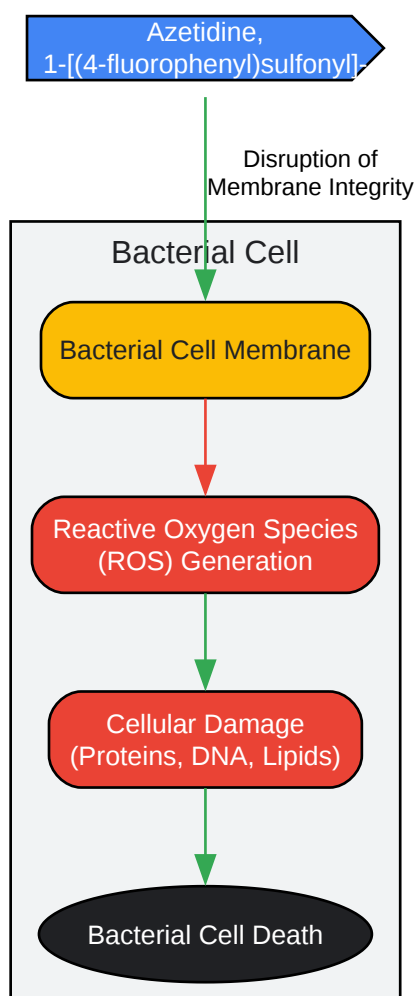 Azetidine,
1-[(4-fluorophenyl)sulfonyl]-
Disruption of
Membrane Integrity
Bacterial Cell
Bacterial Cell Membrane
Reactive Oxygen Species
(ROS) Generation
Cellular Damage
(Proteins, DNA, Lipids)
Bacterial Cell Death